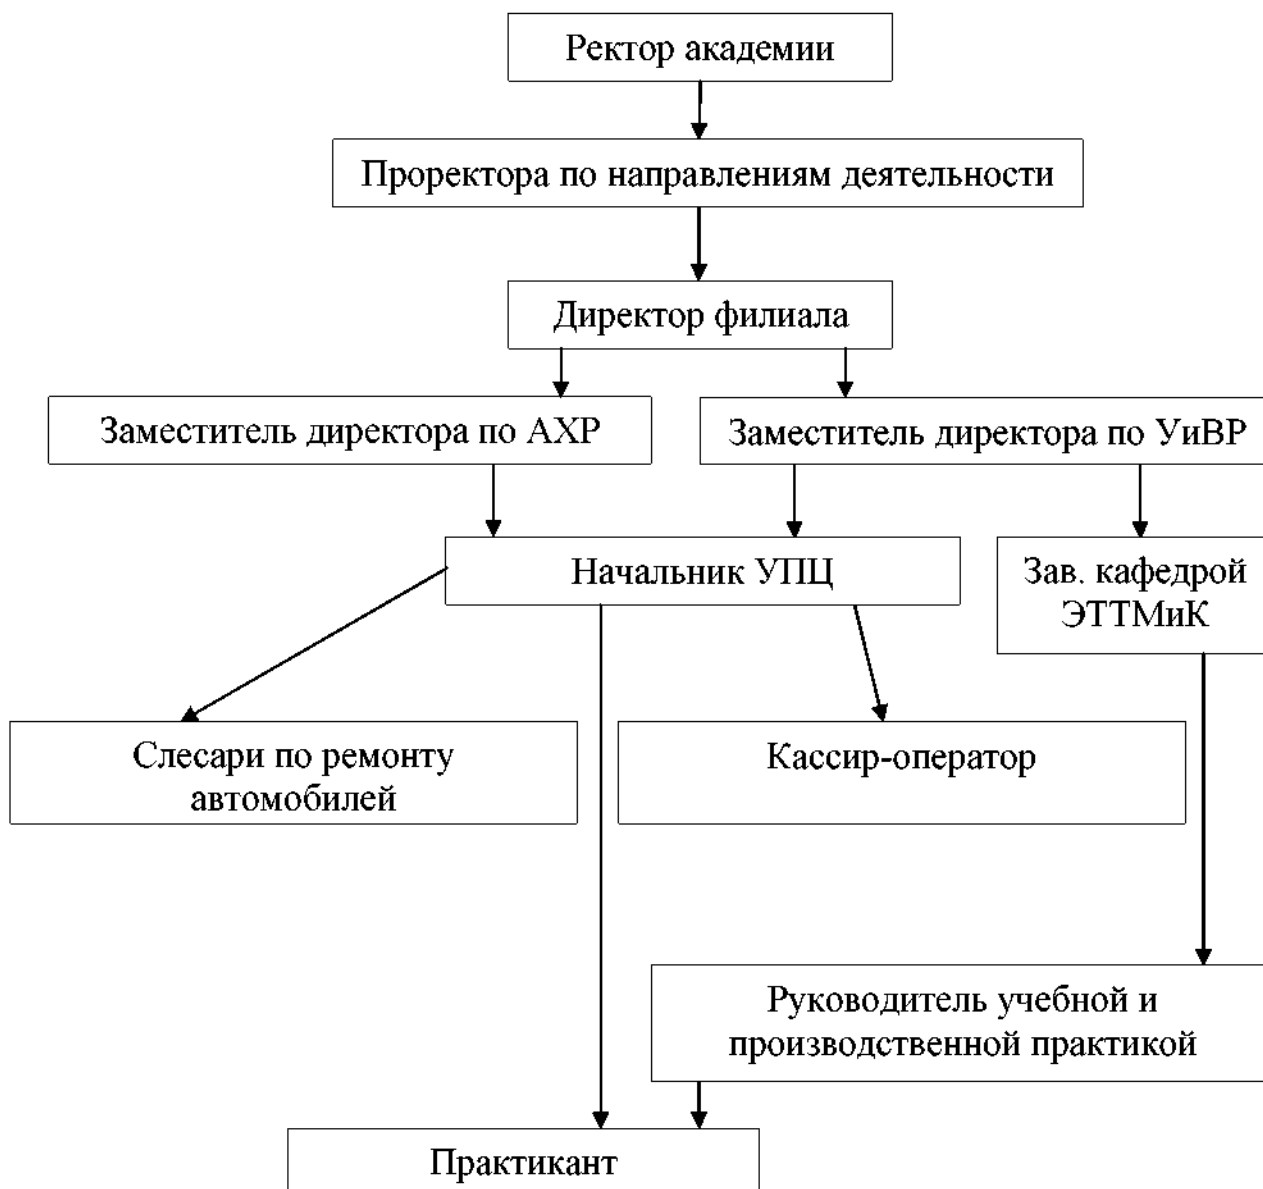 Ректор академии
Проректора по направлениям деятельности
Директор филиала
Заместитель директора по АХР
Заместитель директора по УиВР
Начальник УПЦ
Зав. кафедрой
ЭТТМиК
Слесари по ремонту
автомобилей
Кассир-оператор
Руководитель учебной и
производственной практикой
Практикант